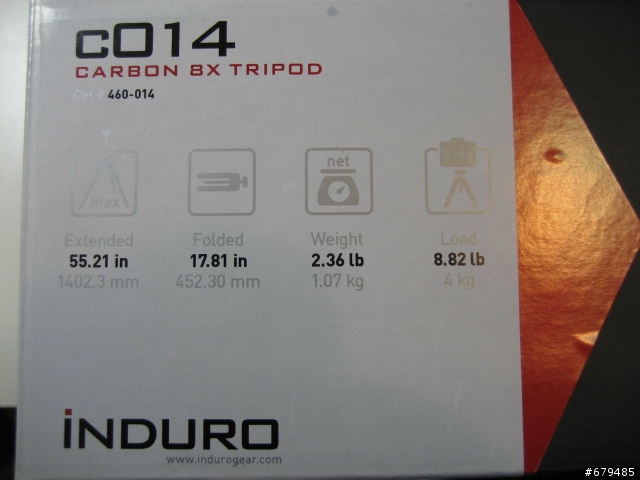 c014
CARBON 8X TRIPOD
Cat # 460-014
max
net
Extended
Folded
Weight
Load
55.21 in
17.81 in
2.36 lb
8.82 lb
1402.3 mm
452.30 mm
1.07 kg
4 kg
INDURO
www.indurogear.com
#679485